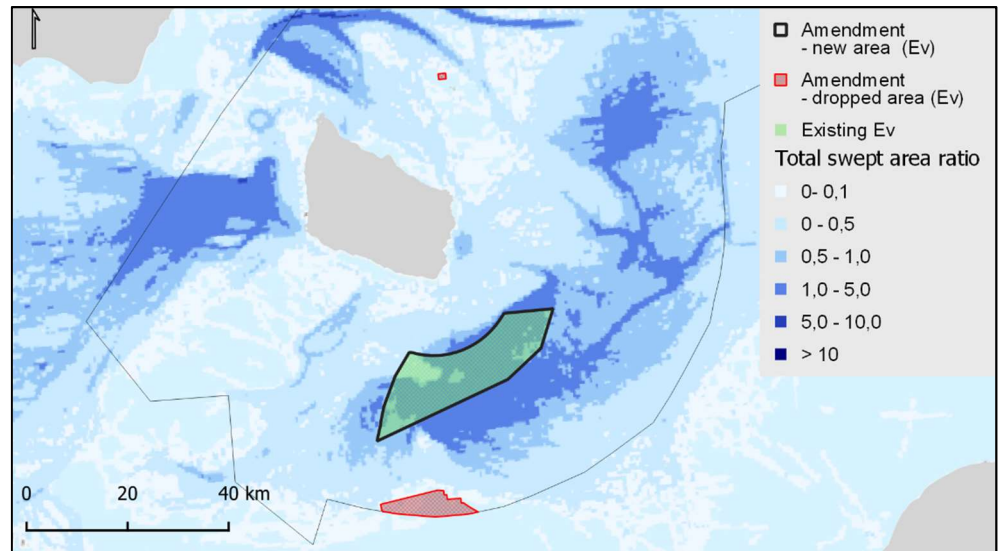 Amendment
- new area (Ev)
Amendment
- dropped area (Ev)
Existing Ev
Total swept area ratio
0- 0,1
0 - 0,5
0,5 - 1,0
1,0 - 5,0
5,0 - 10,0
> 10
0 20 40 km